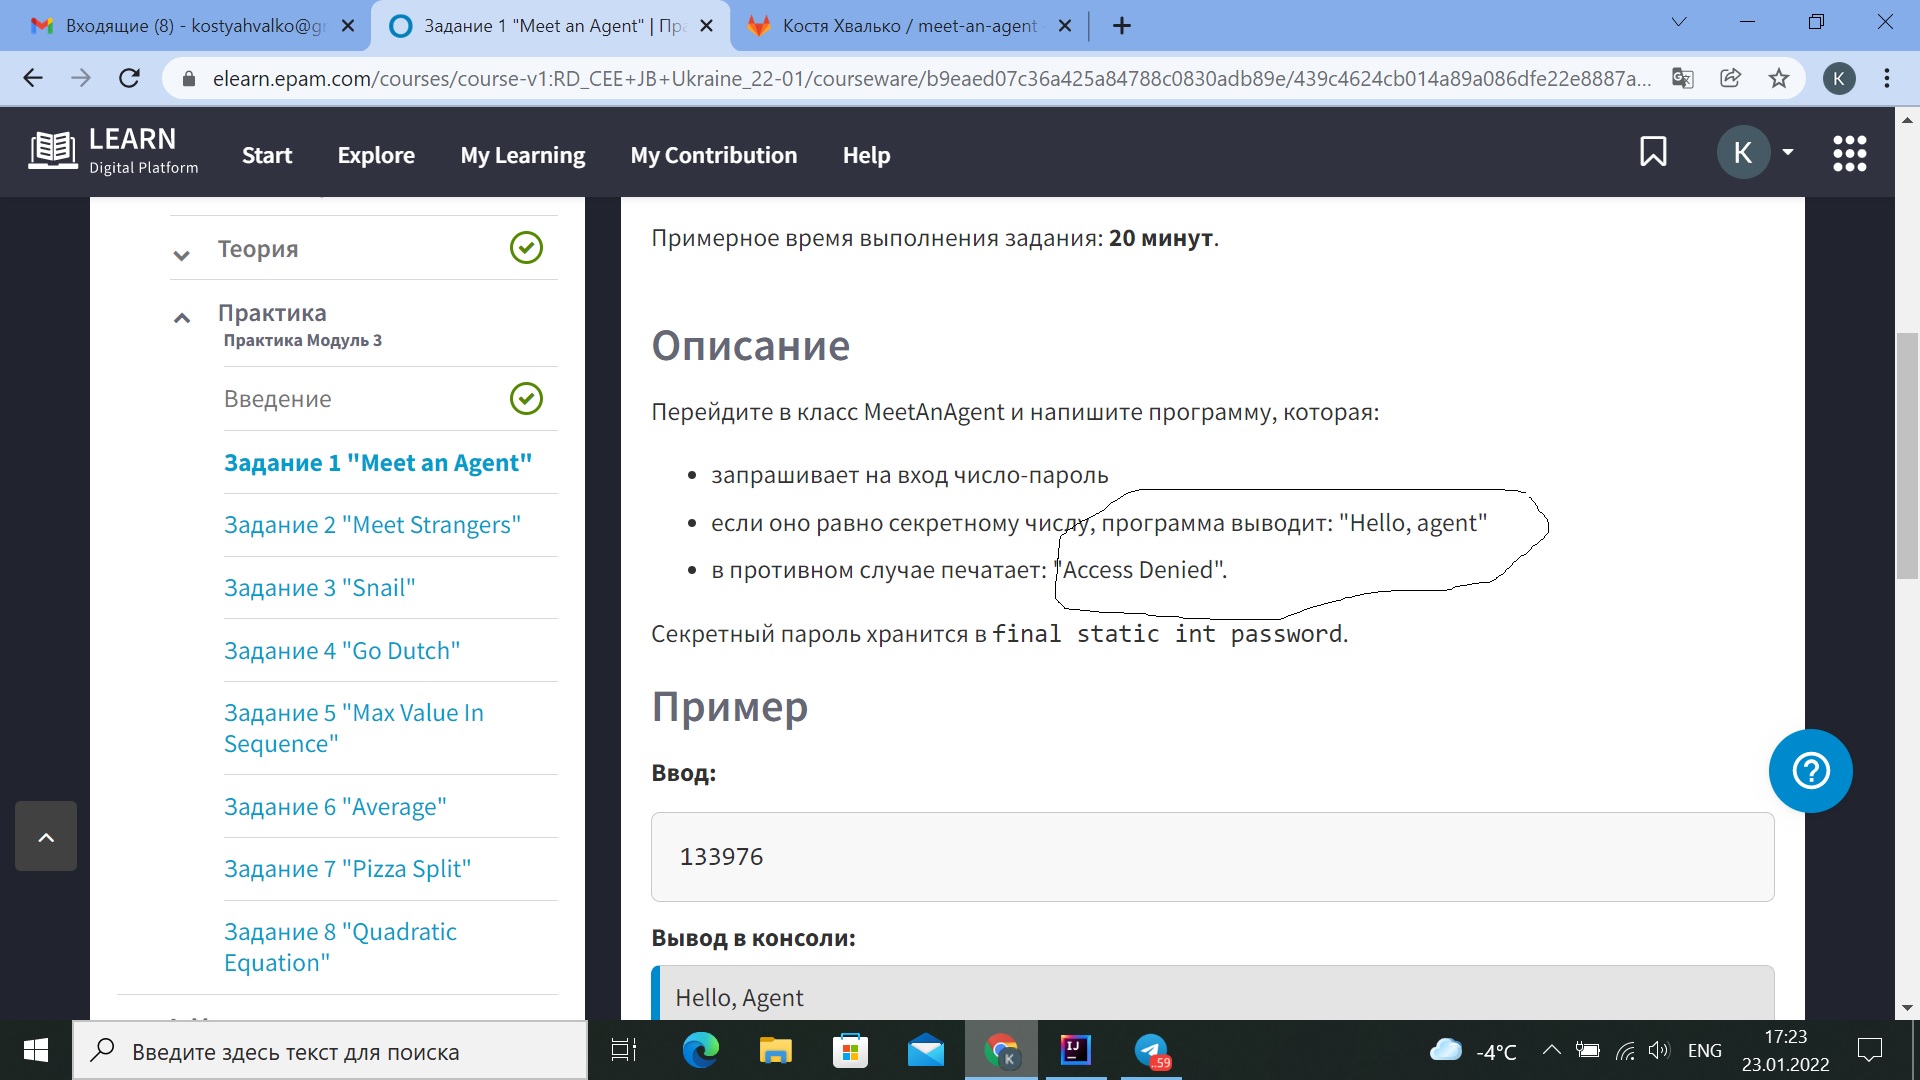 Входящие (8) - kostyahvalko@gr
Задание 1 "Meet an Agent" | Пра
Костя Хвалько / meet-an-agent
elearn.epam.com/courses/course-v1:RD_CEE+JB+Ukraine_22-01/courseware/b9eaed07c36a425a84788c0830adb89e/439c4624cb014a89a086dfe22e8887a...
K
LEARN
Digital Platform
Start
Explore
My Learning
My Contribution
Help
K
Теория
Практика
Практика Модуль 3
Введение
Задание 1 "Meet an Agent"
Задание 2 "Meet Strangers"
Задание 3 "Snail"
Задание 4 "Go Dutch"
Задание 5 "Max Value In
Sequence"
Задание 6 "Average"
Задание 7 "Pizza Split"
Задание 8 "Quadratic
Equation"
Примерное время выполнения задания: 20 минут.
Описание
Перейдите в класс MeetAnAgent и напишите программу, которая:
• запрашивает на вход число-пароль
• если оно равно секретному числу, программа выводит: "Hello, agent"
• в противном случае печатает: "Access Denied".
Секретный пароль хранится в final static int password.
Пример
Ввод:
133976
Вывод в консоли:
Hello, Agent
Введите здесь текст для поиска
K
IJ
..59
-4°C
ENG
17:23
23.01.2022